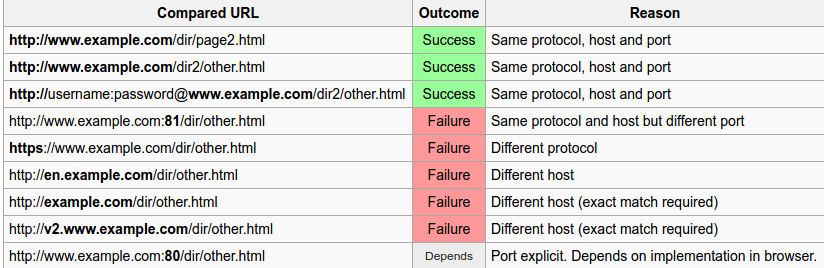 Compared URL Outcome Reason
http://www.example.com/dir/page2.html Success Same protocol, host and port
http://www.example.com/dir2/other.html Success Same protocol, host and port
http://username:password@www.example.com/dir2/other.html Success Same protocol, host and port
http://www.example.com:81/dir/other.html Failure Same protocol and host but different port
https://www.example.com/dir/other.html Failure Different protocol
http://en.example.com/dir/other.html Failure Different host
http://example.com/dir/other.html Failure Different host (exact match required)
http://v2.www.example.com/dir/other.html Failure Different host (exact match required)
http://www.example.com:80/dir/other.html Depends Port explicit. Depends on implementation in browser.